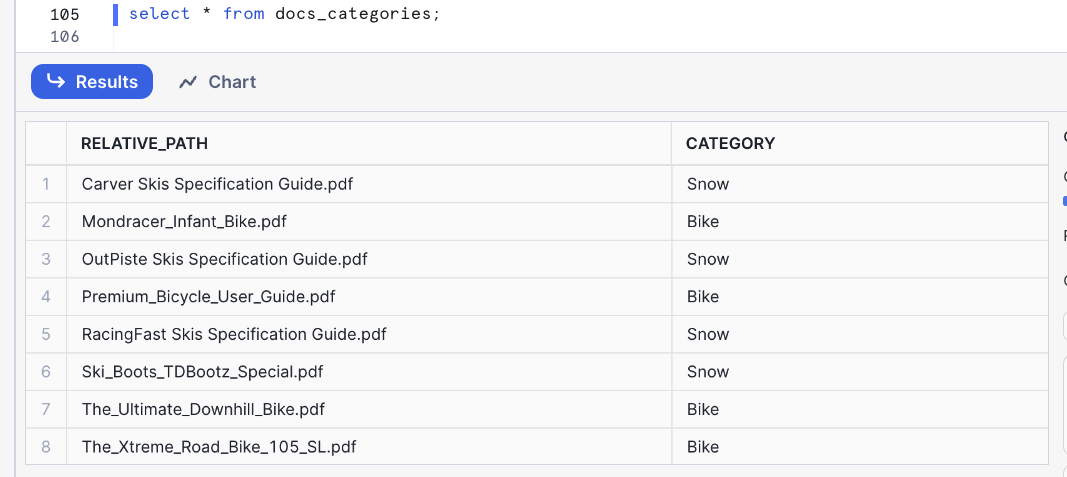 105 select * from docs_categories;
106
Results Chart
RELATIVE_PATH CATEGORY
1 Carver Skis Specification Guide.pdf Snow
2 Mondracer_Infant_Bike.pdf Bike
3 OutPiste Skis Specification Guide.pdf Snow
4 Premium_Bicycle_User_Guide.pdf Bike
5 RacingFast Skis Specification Guide.pdf Snow
6 Ski_Boots_TDBootz_Special.pdf Snow
7 The_Ultimate_Downhill_Bike.pdf Bike
8 The_Xtreme_Road_Bike_105_SL.pdf Bike